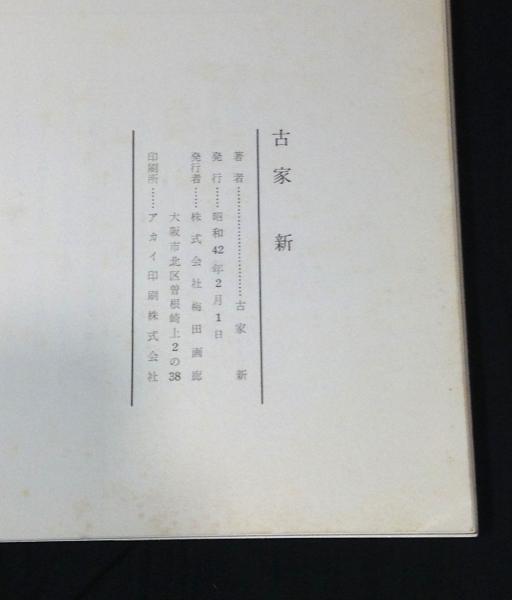 古家 新
著者…………………………古家 新
発行……昭和42年2月1日
発行者……株式会社梅田画廊
大阪市北区曽根崎上2の38
印刷所……アカイ印刷株式会社